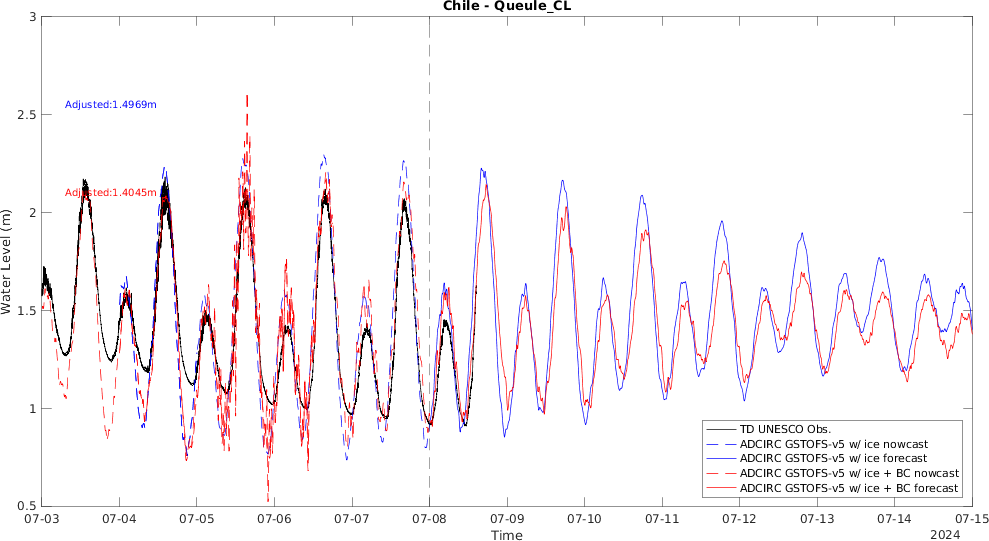 Chile - Queule_CL
Water Level (m)
3
2.5
2
1.5
1
0.5
Adjusted:1.4969m
Adjusted:1.4045m
TD UNESCO Obs.
ADCIRC GSTOFS-v5 w/ ice nowcast
ADCIRC GSTOFS-v5 w/ ice forecast
ADCIRC GSTOFS-v5 w/ ice + BC nowcast
ADCIRC GSTOFS-v5 w/ ice + BC forecast
07-03 07-04 07-05 07-06 07-07 07-08 07-09 07-10 07-11 07-12 07-13 07-14 07-15
Time
2024